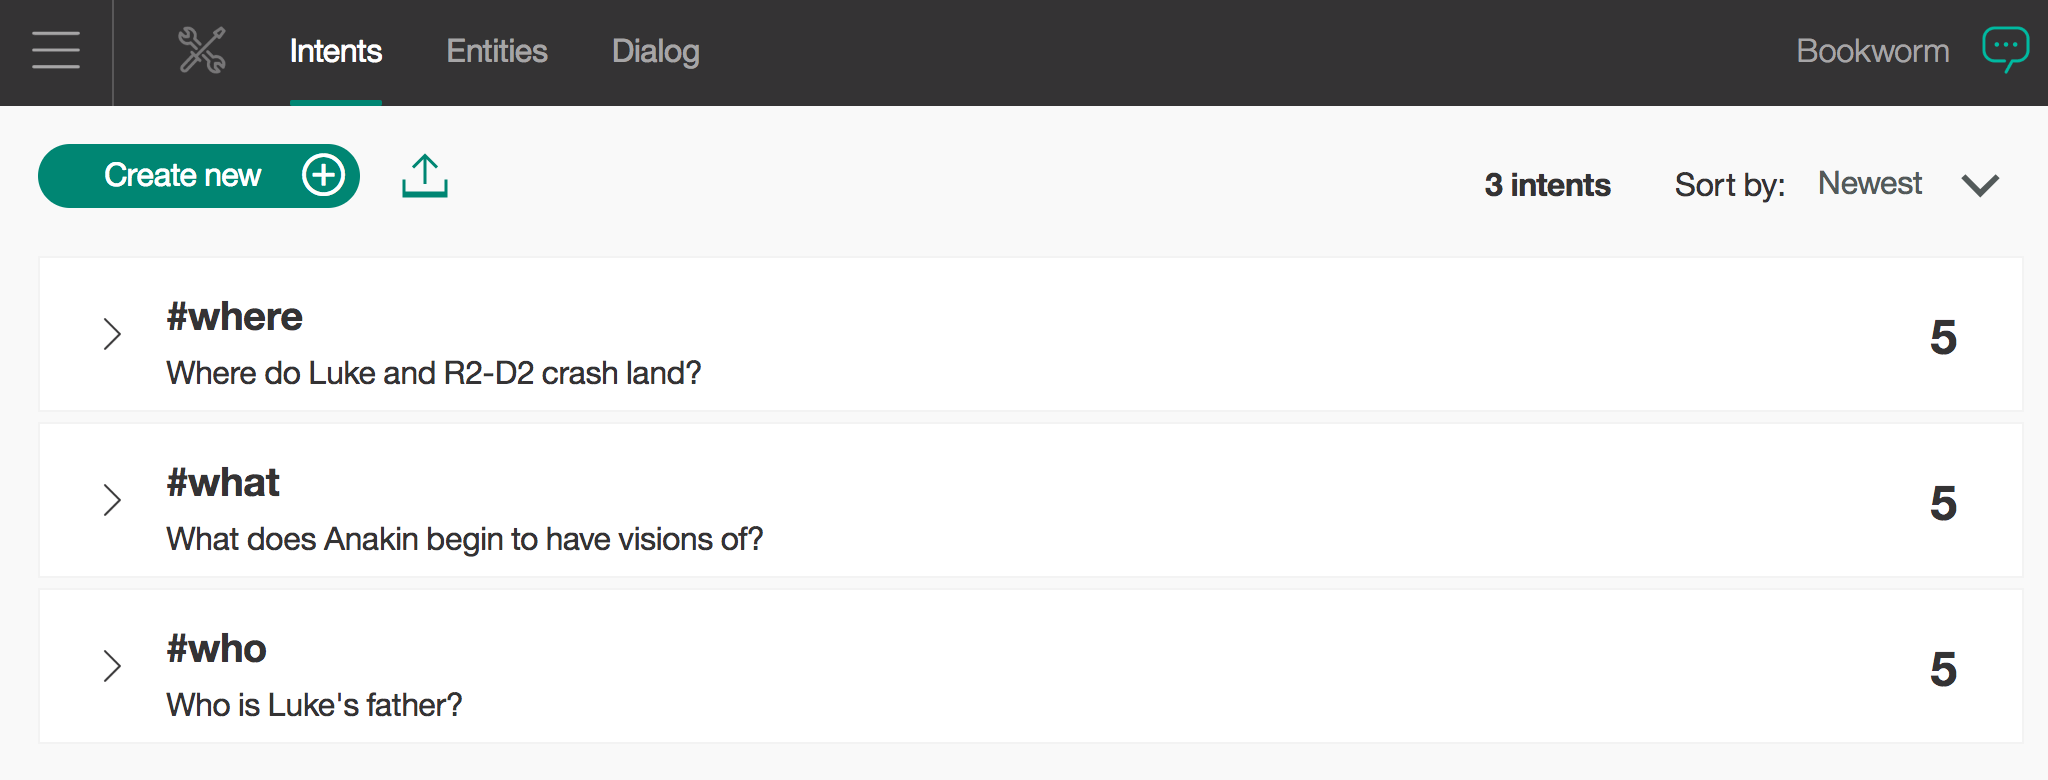 Intents Entities Dialog Bookworm
Create new 3 intents Sort by: Newest
#where
Where do Luke and R2-D2 crash land?
5
#what
What does Anakin begin to have visions of?
5
#who
Who is Luke's father?
5